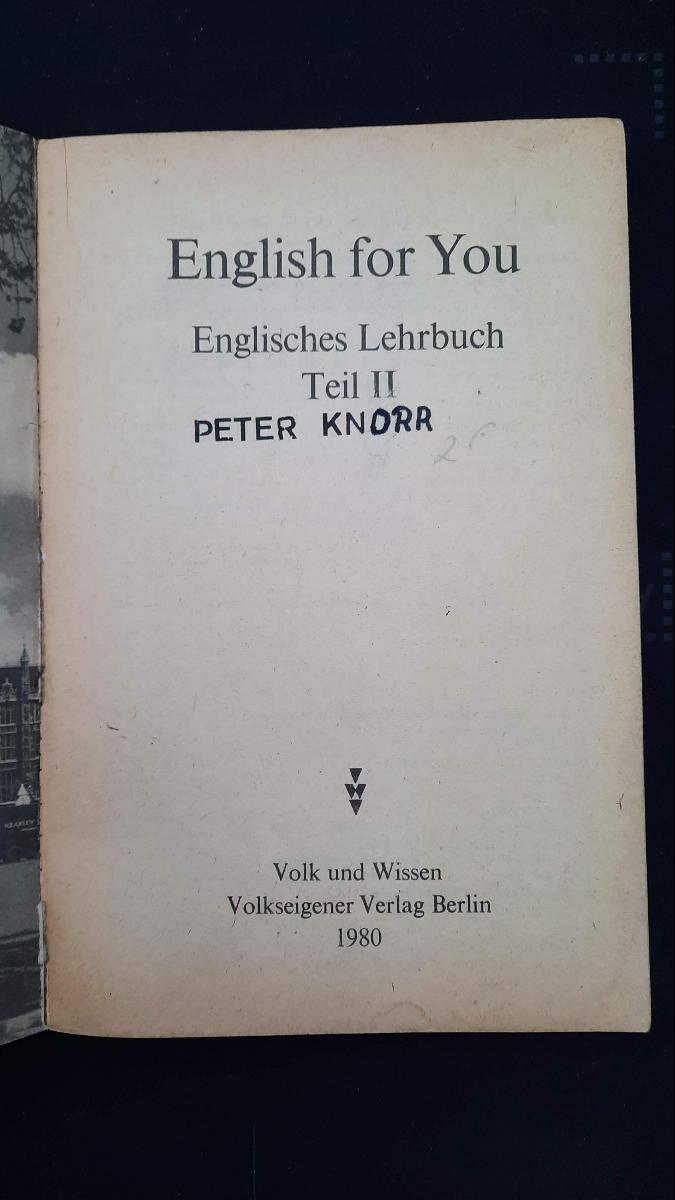 English for You
Englisches Lehrbuch
Teil II
PETER KNORR
Volk und Wissen
Volkseigener Verlag Berlin
1980